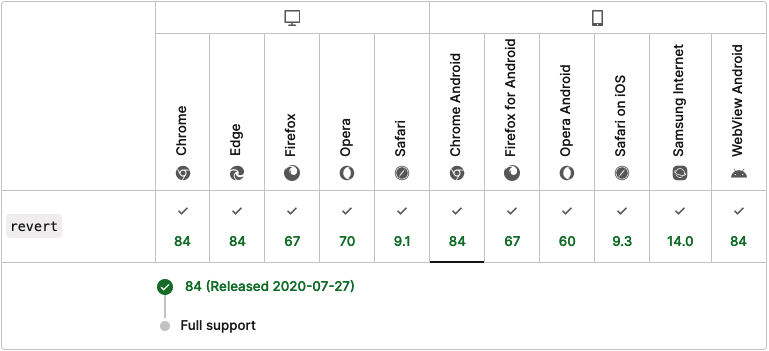 Chrome
Edge
Firefox
Opera
Safari
Chrome Android
Firefox for Android
Opera Android
Safari on iOS
Samsung Internet
WebView Android
revert
84 84 67 70 9.1 84 67 60 9.3 14.0 84
84 (Released 2020-07-27)
Full support